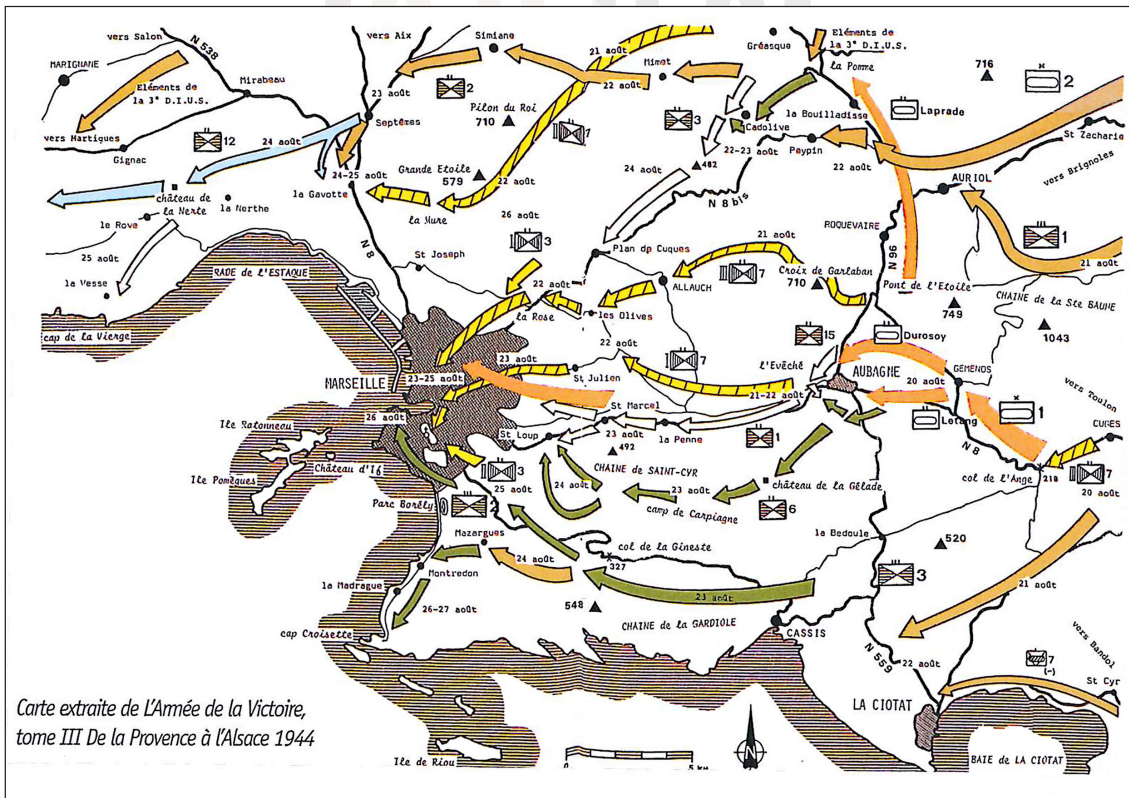 vers Salon
N 538
MARIGNANE
Eléments de
la 3° D.I.U.S.
Mirabeau
vers Martigues
Gignac
12
vers Aix
Simiane
2
23 août
Septèmes
Pilon du Roi
710
21 août
Mimet
22 août
7
Gréasque
Eléments de
la 3° D.I.U.S.
la Pomme
716
2
Laprade
la Bouilladisse
St Zacharie
3
Cadolive
Peypin
22-23 août
482
22 août
vers Brignoles
24 août
château de
la Nerte
la Nerthe
le Rove
25 août
la Vesse
24-25 août
la Gavotte
Grande Etoile
579
22 août
la Mure
26 août
3
24 août
N 8 bis
AURIOL
ROQUEVAIRE
N 96
1
21 août
N 8
St Joseph
Plan de Cuques
21 août
7
Croix de Garlaban
710
ALLAUCH
Pont de l'Etoile
749
CHAINE de la Ste BAUME
1043
RADE DE L'ESTAQUE
cap de la Vierge
22 août
la Rose
les Olives
22 août
7
15
Durosoy
l'Evêché
AUBAGNE
GEMENOS
MARSEILLE
23-25 août
23 août
St Julien
21-22 août
20 août
Letang
1
vers Toulon
CUGES
26 août
St Marcel
St Loup
23 août
la Penne
1
N 8
7
Ile Ratonneau
Château d'If
Ile Pomègues
492
CHAINE de SAINT-CYR
col de l'Ange
218
20 août
3
25 août
24 août
23 août
château de la Gélade
camp de Carpiagne
6
Parc Borély
2
Mazargues
24 août
col de la Gineste
327
la Bedoule
520
Montredon
la Madrague
23 août
3
21 août
26-27 août
548
cap Croisette
CHAINE de la GARDIOLE
CASSIS
22 août
N 559
vers Bandol
7
(-)
St Cyr
LA CIOTAT
Carte extraite de L'Armée de la Victoire,
tome III De la Provence à l'Alsace 1944
Ile de Riou
N
0
5 km
BAIE de LA CIOTAT